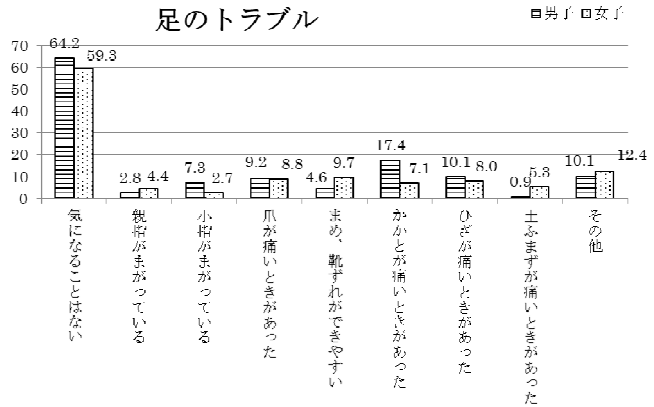 足のトラブル
男子 女子
70
60
50
40
30
20
10
0
64.2 59.3
2.8 4.4
7.3 2.7
9.2 8.8
4.6 9.7
17.4 7.1
10.1 8.0
0.9 5.3
10.1 12.4
気になることはない
親指がまがっている
小指がまがっている
爪が痛いときがあった
まめ、靴ずれができやすい
かかとが痛いときがあった
ひざが痛いときがあった
土ふまずが痛いときがあった
その他